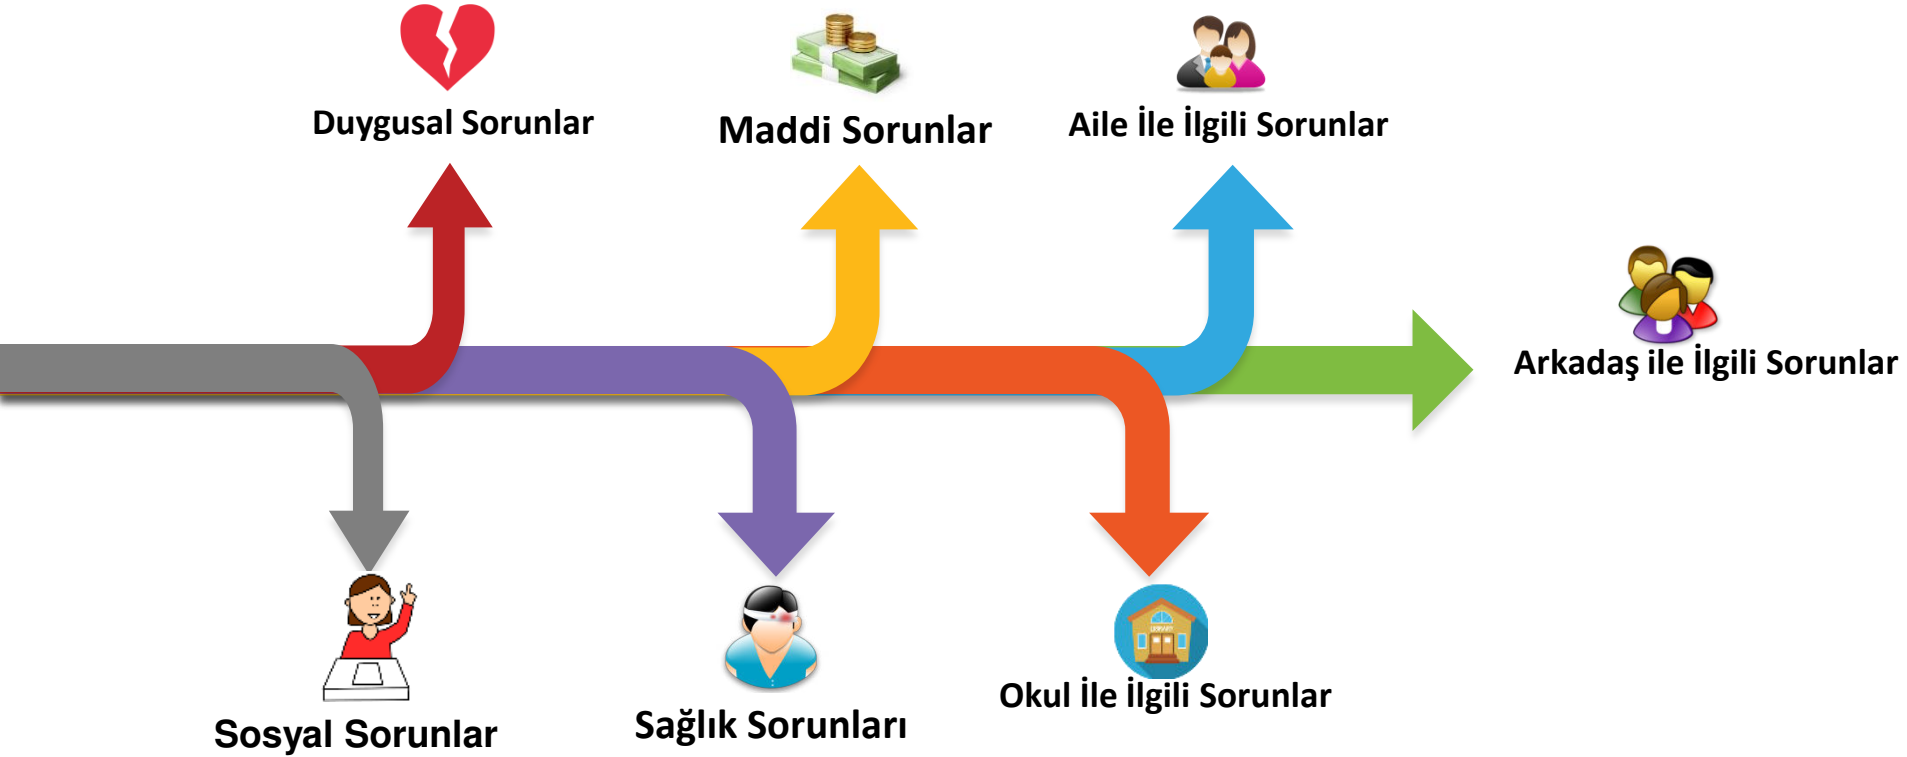 Duygusal Sorunlar
Maddi Sorunlar
Aile İle İlgili Sorunlar
Arkadaş ile İlgili Sorunlar
Sosyal Sorunlar
Sağlık Sorunları
Okul İle İlgili Sorunlar